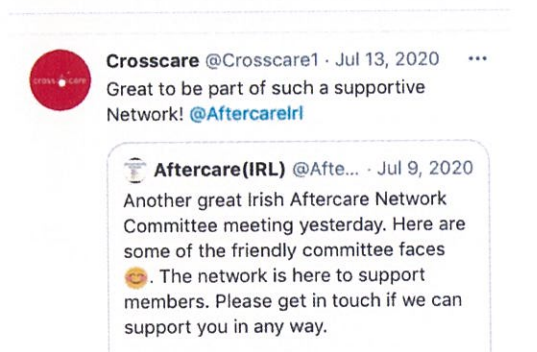 cross care
Crosscare @Crosscare1 · Jul 13, 2020 ...
Great to be part of such a supportive
Network! @AftercareIrl
Aftercare(IRL) @Afte... · Jul 9, 2020
Another great Irish Aftercare Network
Committee meeting yesterday. Here are
some of the friendly committee faces
😊. The network is here to support
members. Please get in touch if we can
support you in any way.